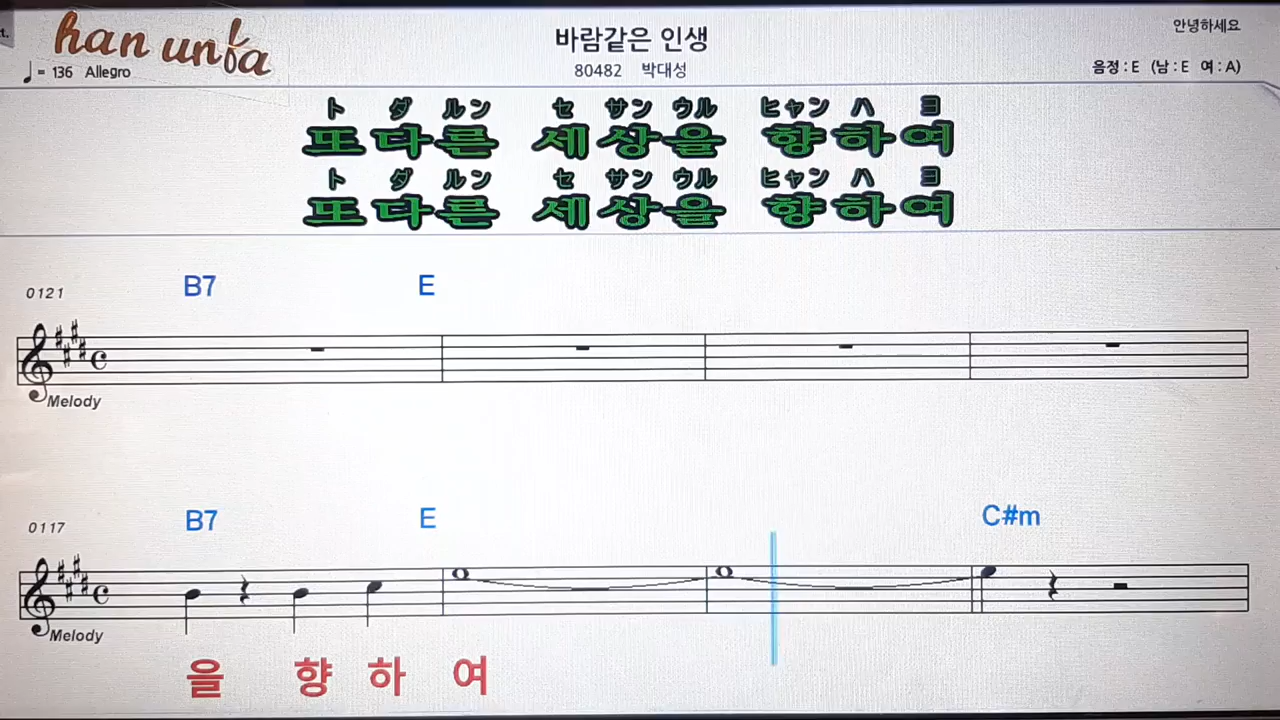 t.
han unfa
바람같은 인생
안녕하세요
♩= 136 Allegro
80482 박대성
음정 : E (남 : E 여 : A)
ト ダ ルン セ サン ウル ヒャン ハ ヨ
또다른 세상을 향하여
ト ダ ルン セ サン ウル ヒャン ハ ヨ
또다른 세상을 향하여
0121 B7 E
Melody
0117 B7 E C#m
Melody
을 향 하 여